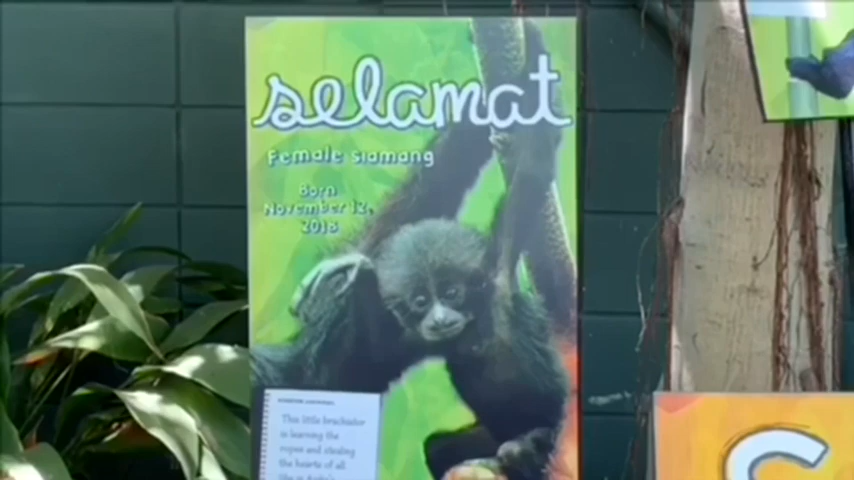 selamat
Female Siamang
Born
November 12,
2018
This little brachiator
is learning the
ropes and stealing
the hearts of all
S